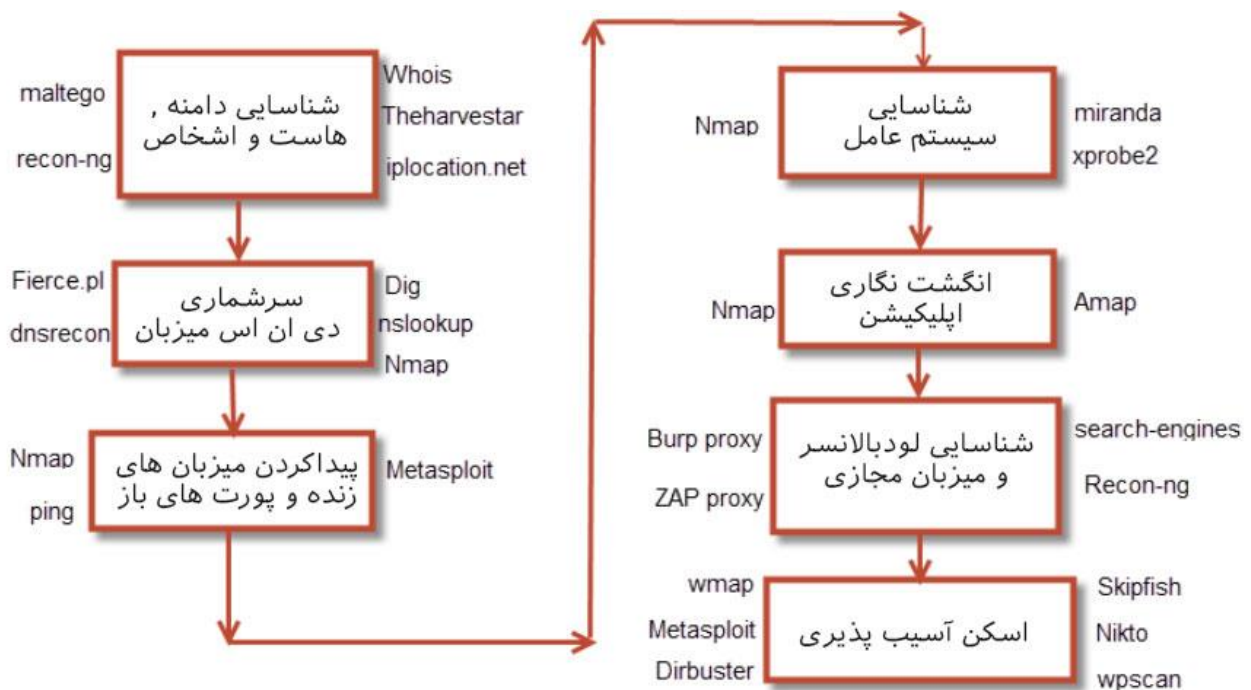 maltego
recon-ng
شناسایی دامنه ,
هاست و اشخاص
Whois
Theharvestar
iplocation.net
Fierce.pl
dnsrecon
سرشماری
دی ان اس میزبان
Dig
nslookup
Nmap
Nmap
ping
پیداکردن میزبان های
زنده و پورت های باز
Metasploit
Nmap
شناسایی
سیستم عامل
miranda
xprobe2
Nmap
انگشت نگاری
اپلیکیشن
Amap
Burp proxy
ZAP proxy
شناسایی لودبالانسر
و میزبان مجازی
search-engines
Recon-ng
wmap
Metasploit
Dirbuster
اسکن آسیب پذیری
Skipfish
Nikto
wpscan